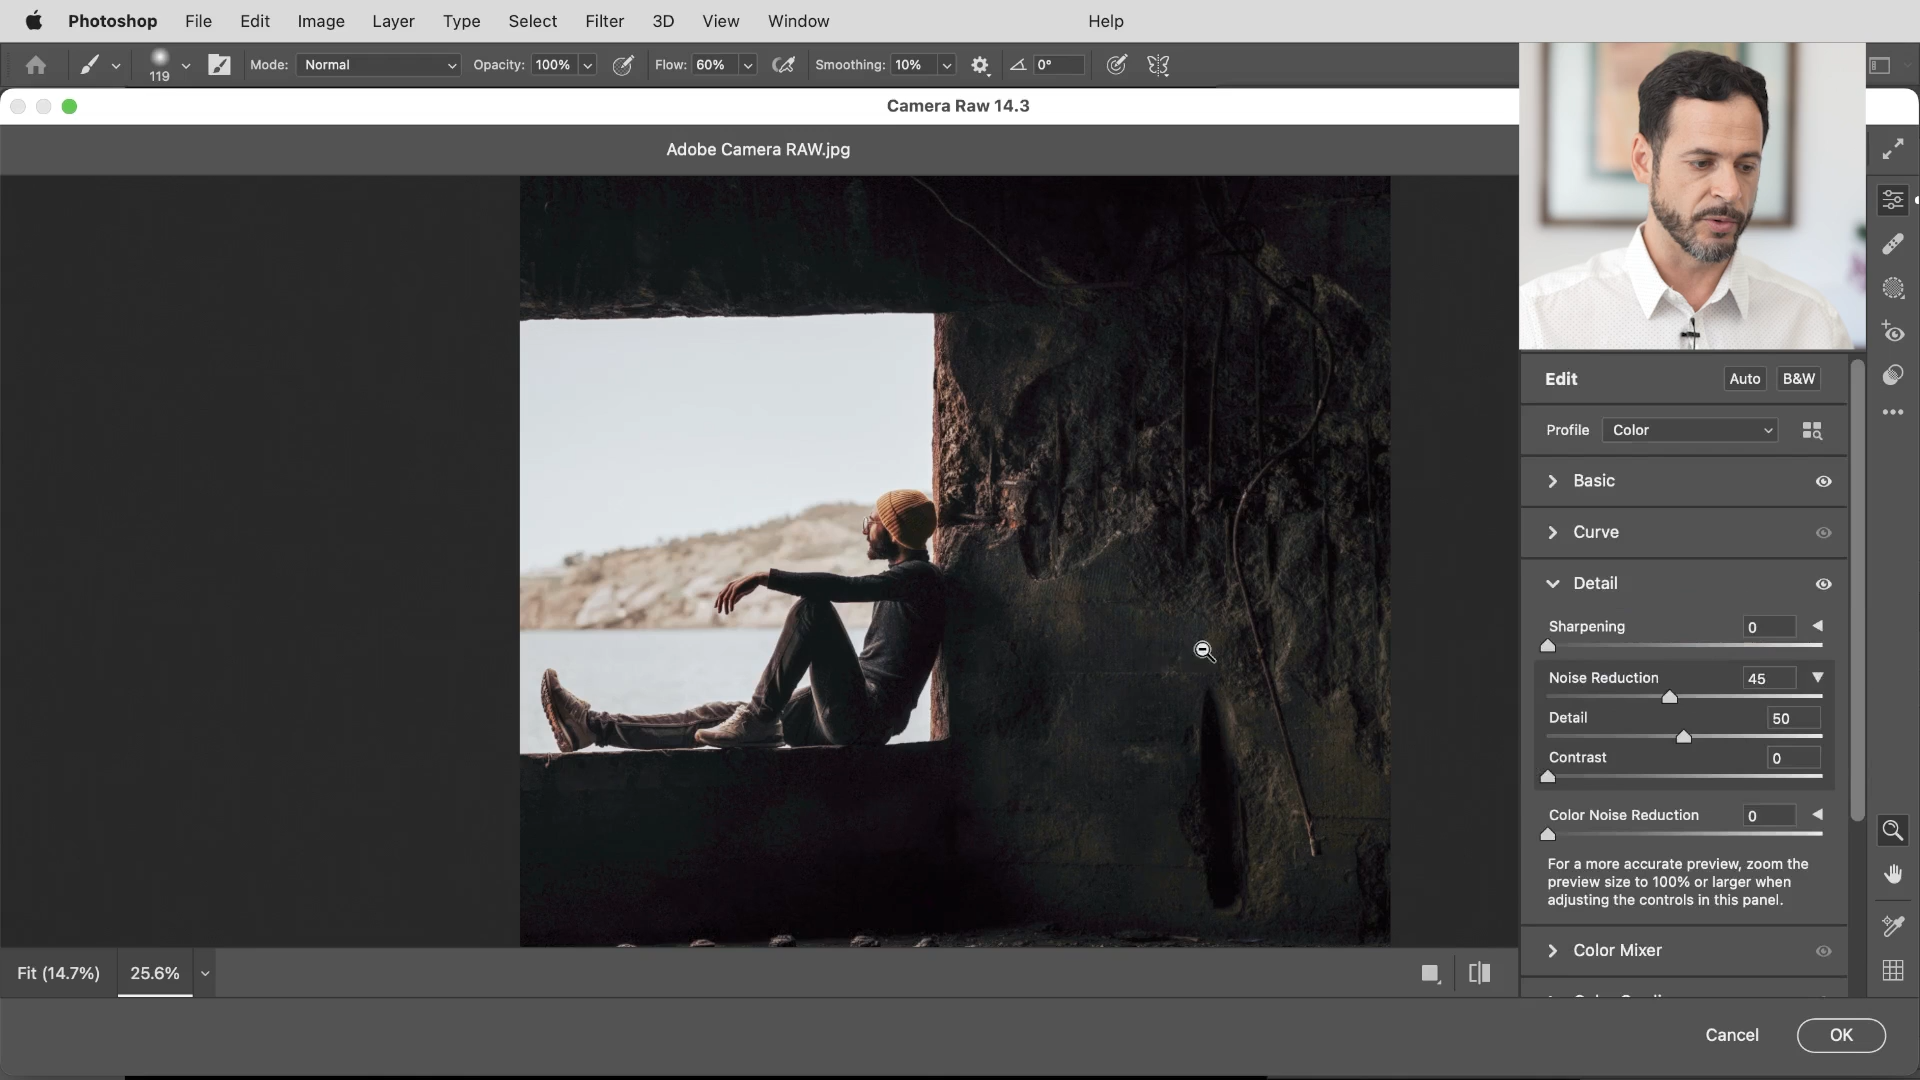 Photoshop File Edit Image Layer Type Select Filter 3D View Window Help
119 Mode: Normal Opacity: 100% Flow: 60% Smoothing: 10% 0°
Camera Raw 14.3
Adobe Camera RAW.jpg
Edit Auto B&W
Profile Color
Basic
Curve
Detail
Sharpening 0
Noise Reduction 45
Detail 50
Contrast 0
Color Noise Reduction 0
For a more accurate preview, zoom the
preview size to 100% or larger when
adjusting the controls in this panel.
Color Mixer
Fit (14.7%) 25.6%
Cancel OK